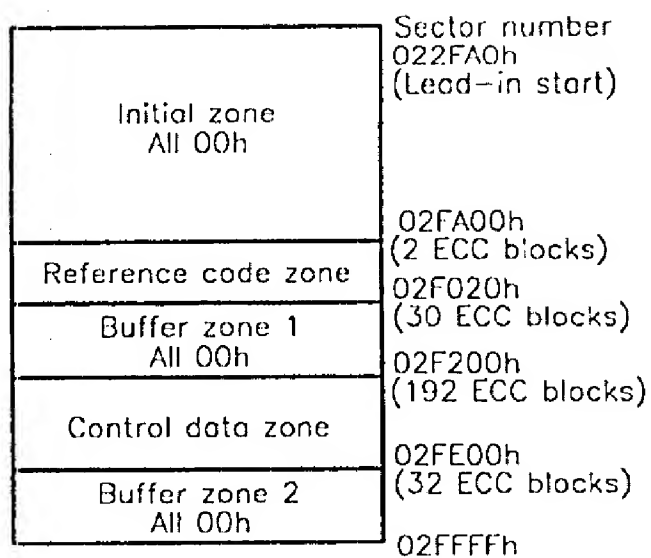 Sector number
022FA0h
(Lead-in start)
Initial zone
All 00h
02FA00h
(2 ECC blocks)
Reference code zone
02F020h
(30 ECC blocks)
Buffer zone 1
All 00h
02F200h
(192 ECC blocks)
Control data zone
02FE00h
(32 ECC blocks)
Buffer zone 2
All 00h
02FFFFh